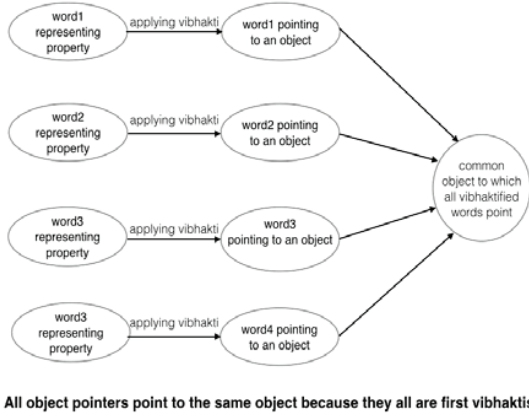 word1
representing
property
applying vibhakti
word1 pointing
to an object
word2
representing
property
applying vibhakti
word2 pointing
to an object
common
object to which
all vibhaktified
words point
word3
representing
property
applying vibhakti
word3
pointing to an object
word3
representing
property
applying vibhakti
word4 pointing
to an object
All object pointers point to the same object because they all are first vibhaktis